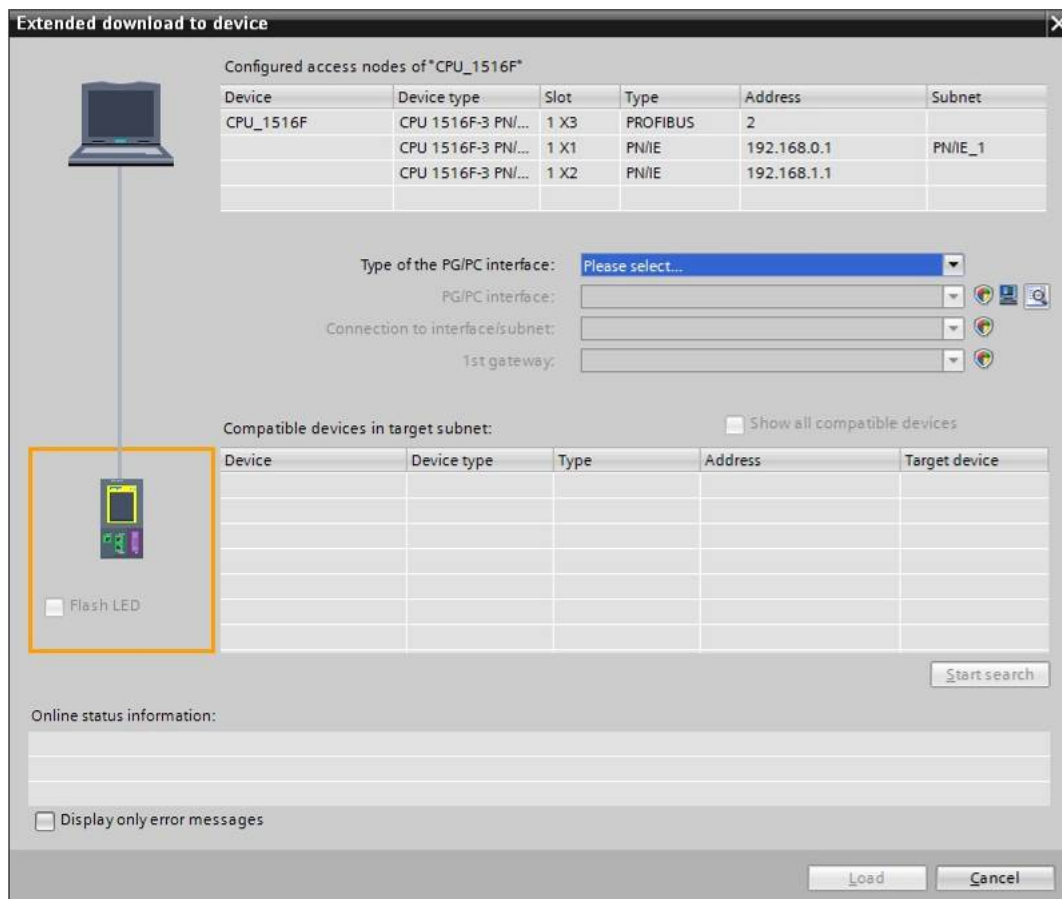 Extended download to device
Configured access nodes of "CPU_1516F"
Device Device type Slot Type Address Subnet
CPU_1516F CPU 1516F-3 PN/... 1 X3 PROFIBUS 2
CPU 1516F-3 PN/... 1 X1 PN/IE 192.168.0.1 PN/IE_1
CPU 1516F-3 PN/... 1 X2 PN/IE 192.168.1.1
Type of the PG/PC interface: Please select...
PG/PC interface:
Connection to interface/subnet:
1st gateway:
Compatible devices in target subnet: Show all compatible devices
Device Device type Type Address Target device
Flash LED
Start search
Online status information:
Display only error messages
Load Cancel